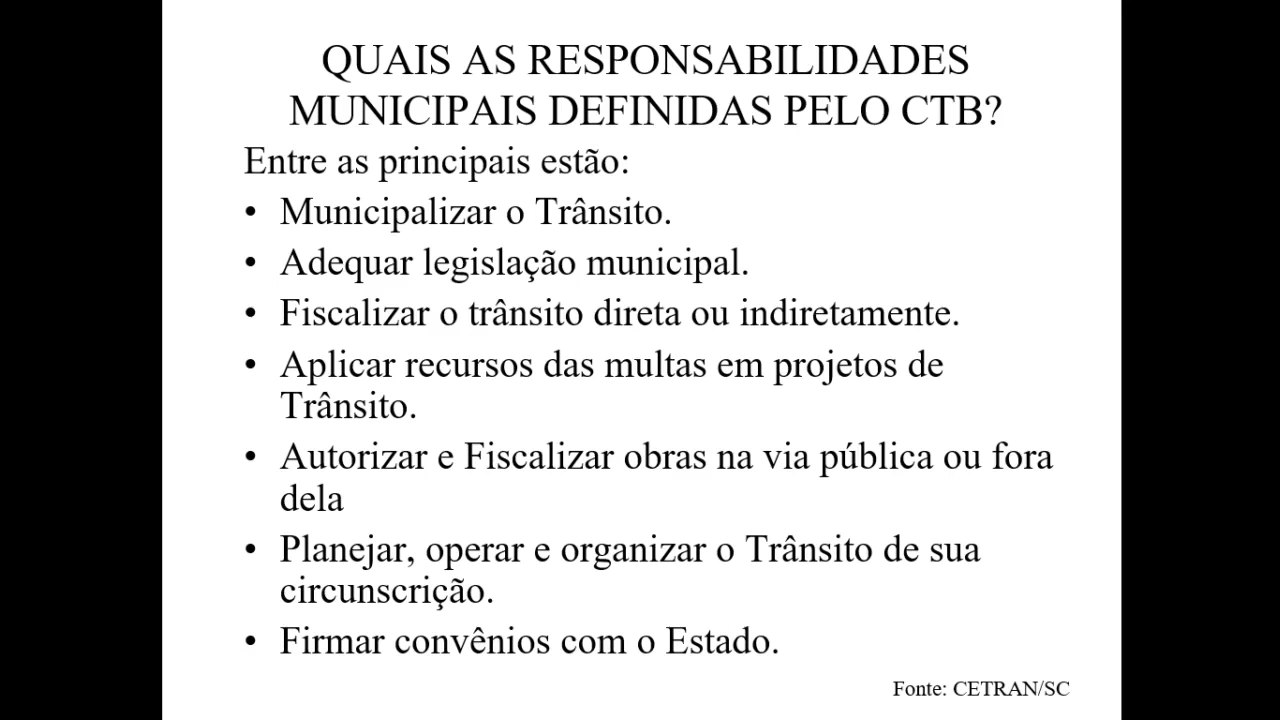 QUAIS AS RESPONSABILIDADES
MUNICIPAIS DEFINIDAS PELO CTB?
Entre as principais estão:
• Municipalizar o Trânsito.
• Adequar legislação municipal.
• Fiscalizar o trânsito direta ou indiretamente.
• Aplicar recursos das multas em projetos de
Trânsito.
• Autorizar e Fiscalizar obras na via pública ou fora
dela
• Planejar, operar e organizar o Trânsito de sua
circunscrição.
• Firmar convênios com o Estado.
Fonte: CETRAN/SC